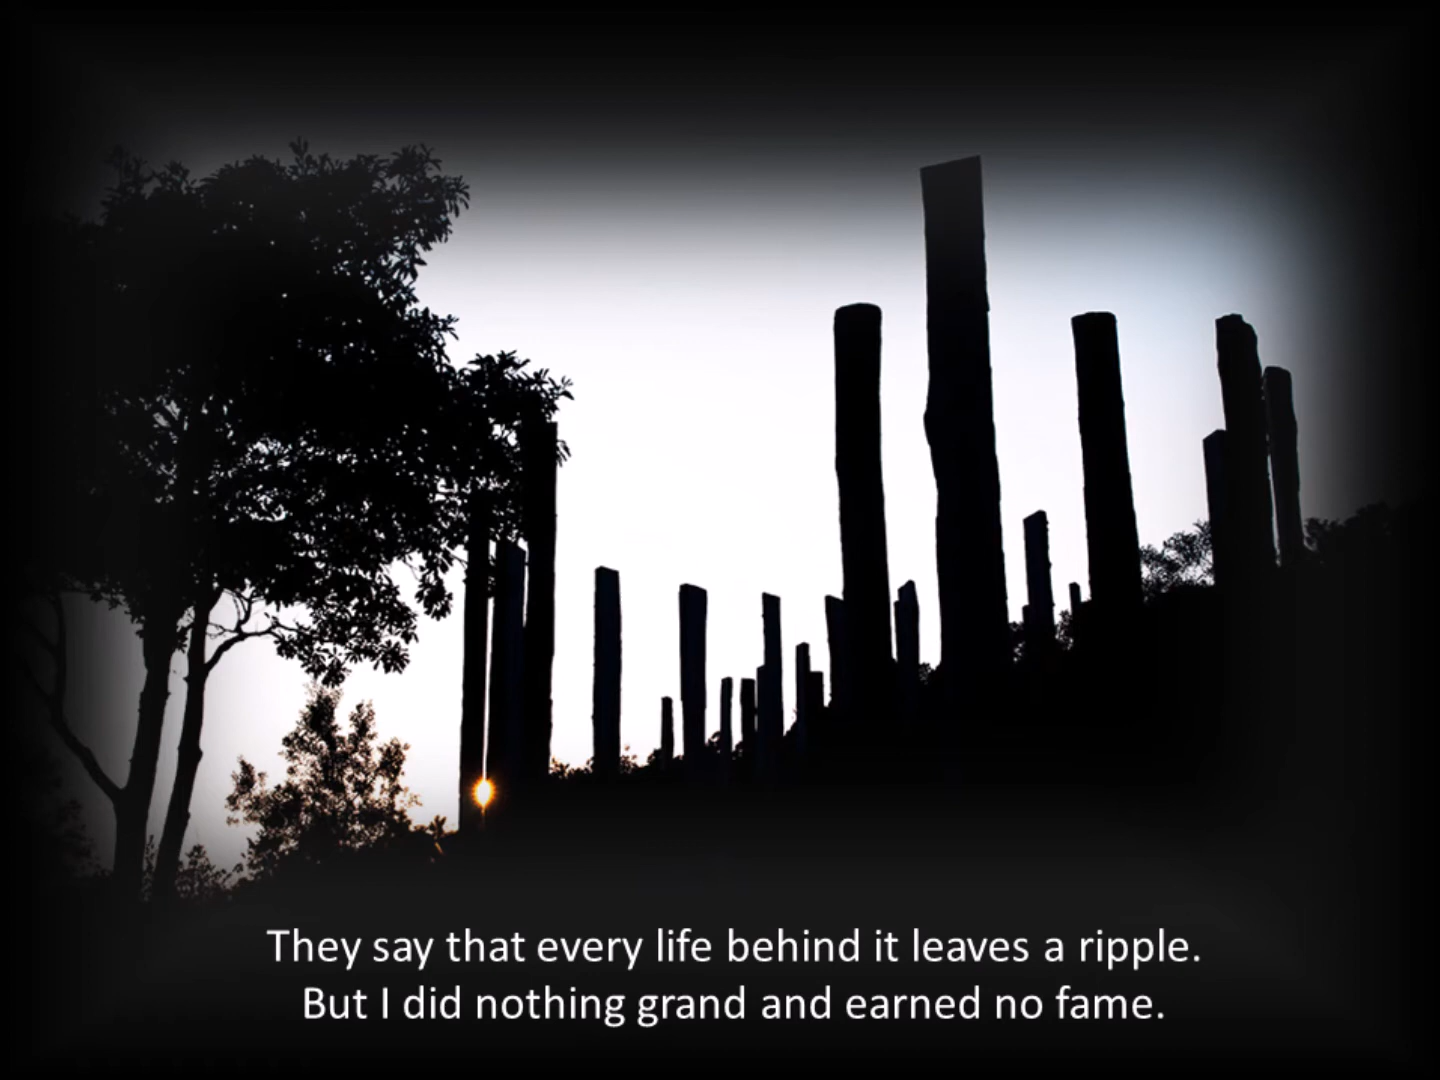 They say that every life behind it leaves a ripple.
But I did nothing grand and earned no fame.